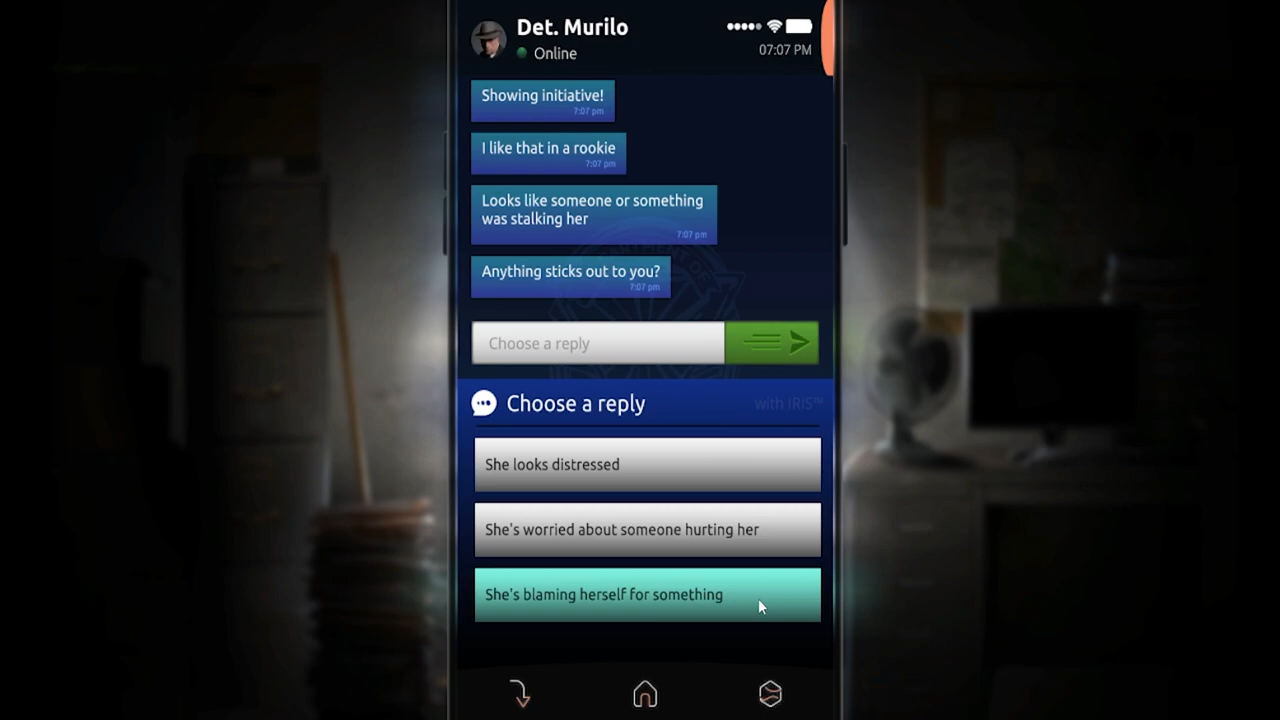 Det. Murilo
Online
07:07 PM
Showing initiative!
7:07 pm
I like that in a rookie
7:07 pm
Looks like someone or something
was stalking her
7:07 pm
Anything sticks out to you?
7:07 pm
Choose a reply
Choose a reply
with IRIS™
She looks distressed
She's worried about someone hurting her
She's blaming herself for something